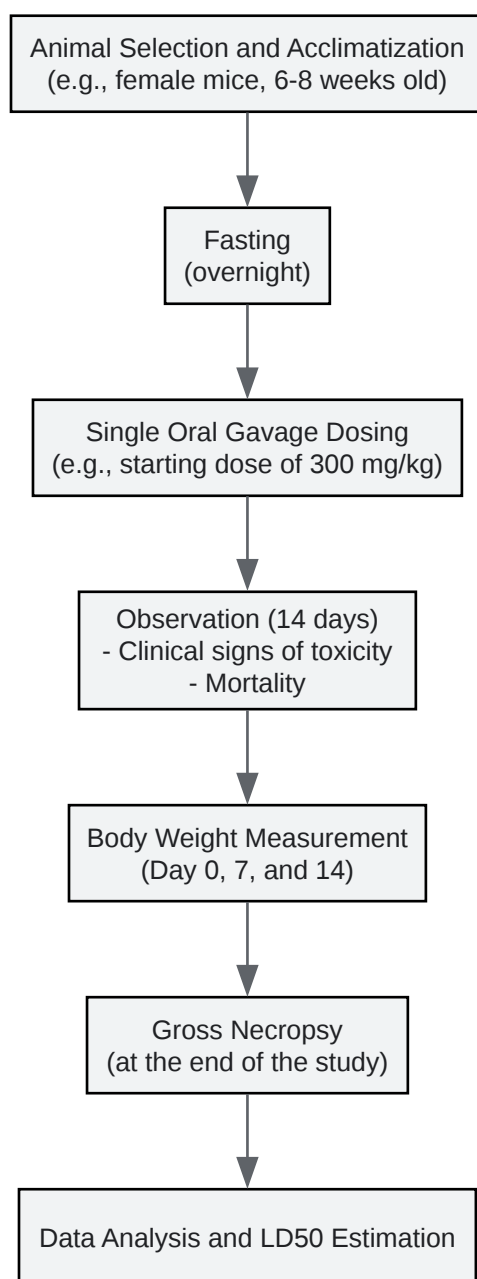 Animal Selection and Acclimatization
(e.g., female mice, 6-8 weeks old)
Fasting
(overnight)
Single Oral Gavage Dosing
(e.g., starting dose of 300 mg/kg)
Observation (14 days)
- Clinical signs of toxicity
- Mortality
Body Weight Measurement
(Day 0, 7, and 14)
Gross Necropsy
(at the end of the study)
Data Analysis and LD50 Estimation